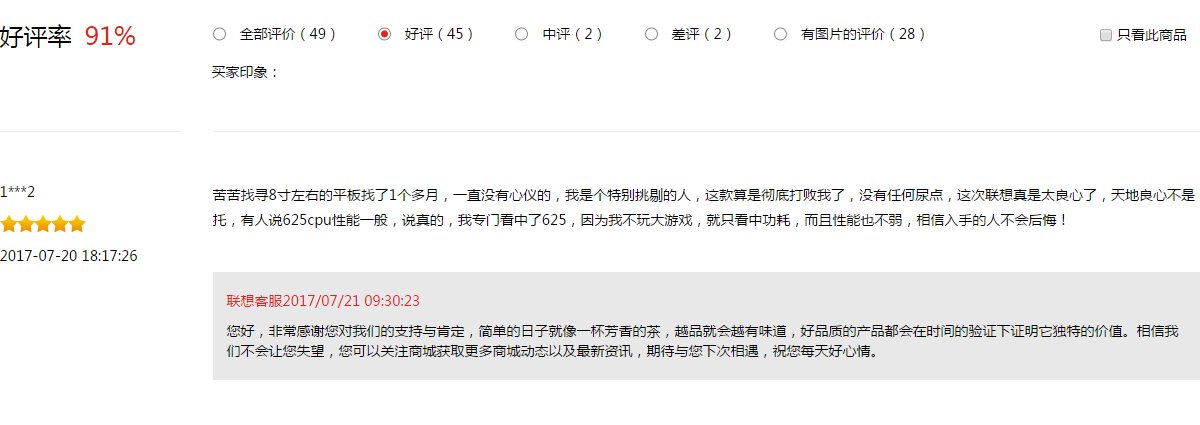 好评率 91% 全部评价（49） 好评（45） 中评（2） 差评（2） 有图片的评价（28） 只看此商品
买家印象：
1***2
2017-07-20 18:17:26
苦苦找寻8寸左右的平板找了1个多月，一直没有心仪的，我是个特别挑剔的人，这款算是彻底打败我了，没有任何尿点，这次联想真是太良心了，天地良心不是
托，有人说625cpu性能一般，说真的，我专门看中了625，因为我不玩大游戏，就只看中功耗，而且性能也不弱，相信入手的人不会后悔！
联想客服2017/07/21 09:30:23
您好，非常感谢您对我们的支持与肯定，简单的日子就像一杯芳香的茶，越品就会越有味道，好品质的产品都会在时间的验证下证明它独特的价值。相信我
们不会让您失望，您可以关注商城获取更多商城动态以及最新资讯，期待与您下次相遇，祝您每天好心情。